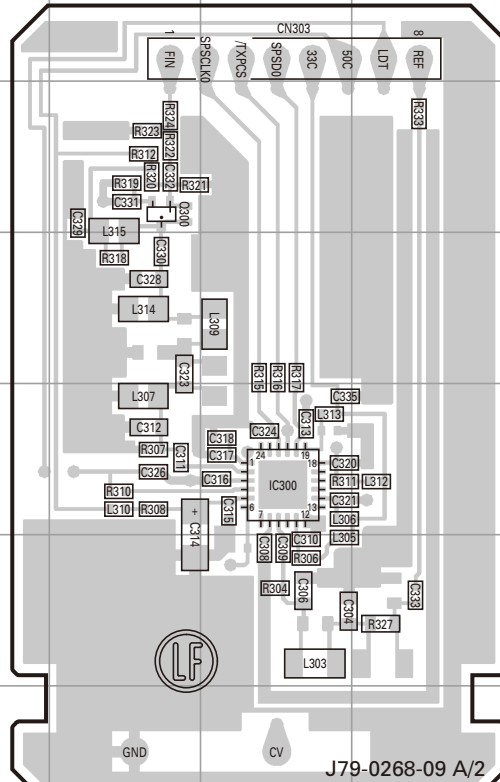 CN303
1
8
FIN
SPSCLK0
/TXPCS
SPSD0
33C
50C
LDT
REF
R324
R333
R323
R322
R312
R320
C332
R319
R321
C331
Q300
C329
L315
C330
R318
C328
L314
L309
C323
R315
R316
R317
L307
C335
C313
L313
C312
C318
C324
R307
C311
C317
24
19
1
18
C320
C326
C316
IC300
R311
L312
R310
C321
6
13
L310
R308
C315
7
12
L306
C314
+
C308
C309
C310
L305
R306
R304
C306
C304
C333
R327
LF
L303
GND
CV
J79-0268-09 A/2